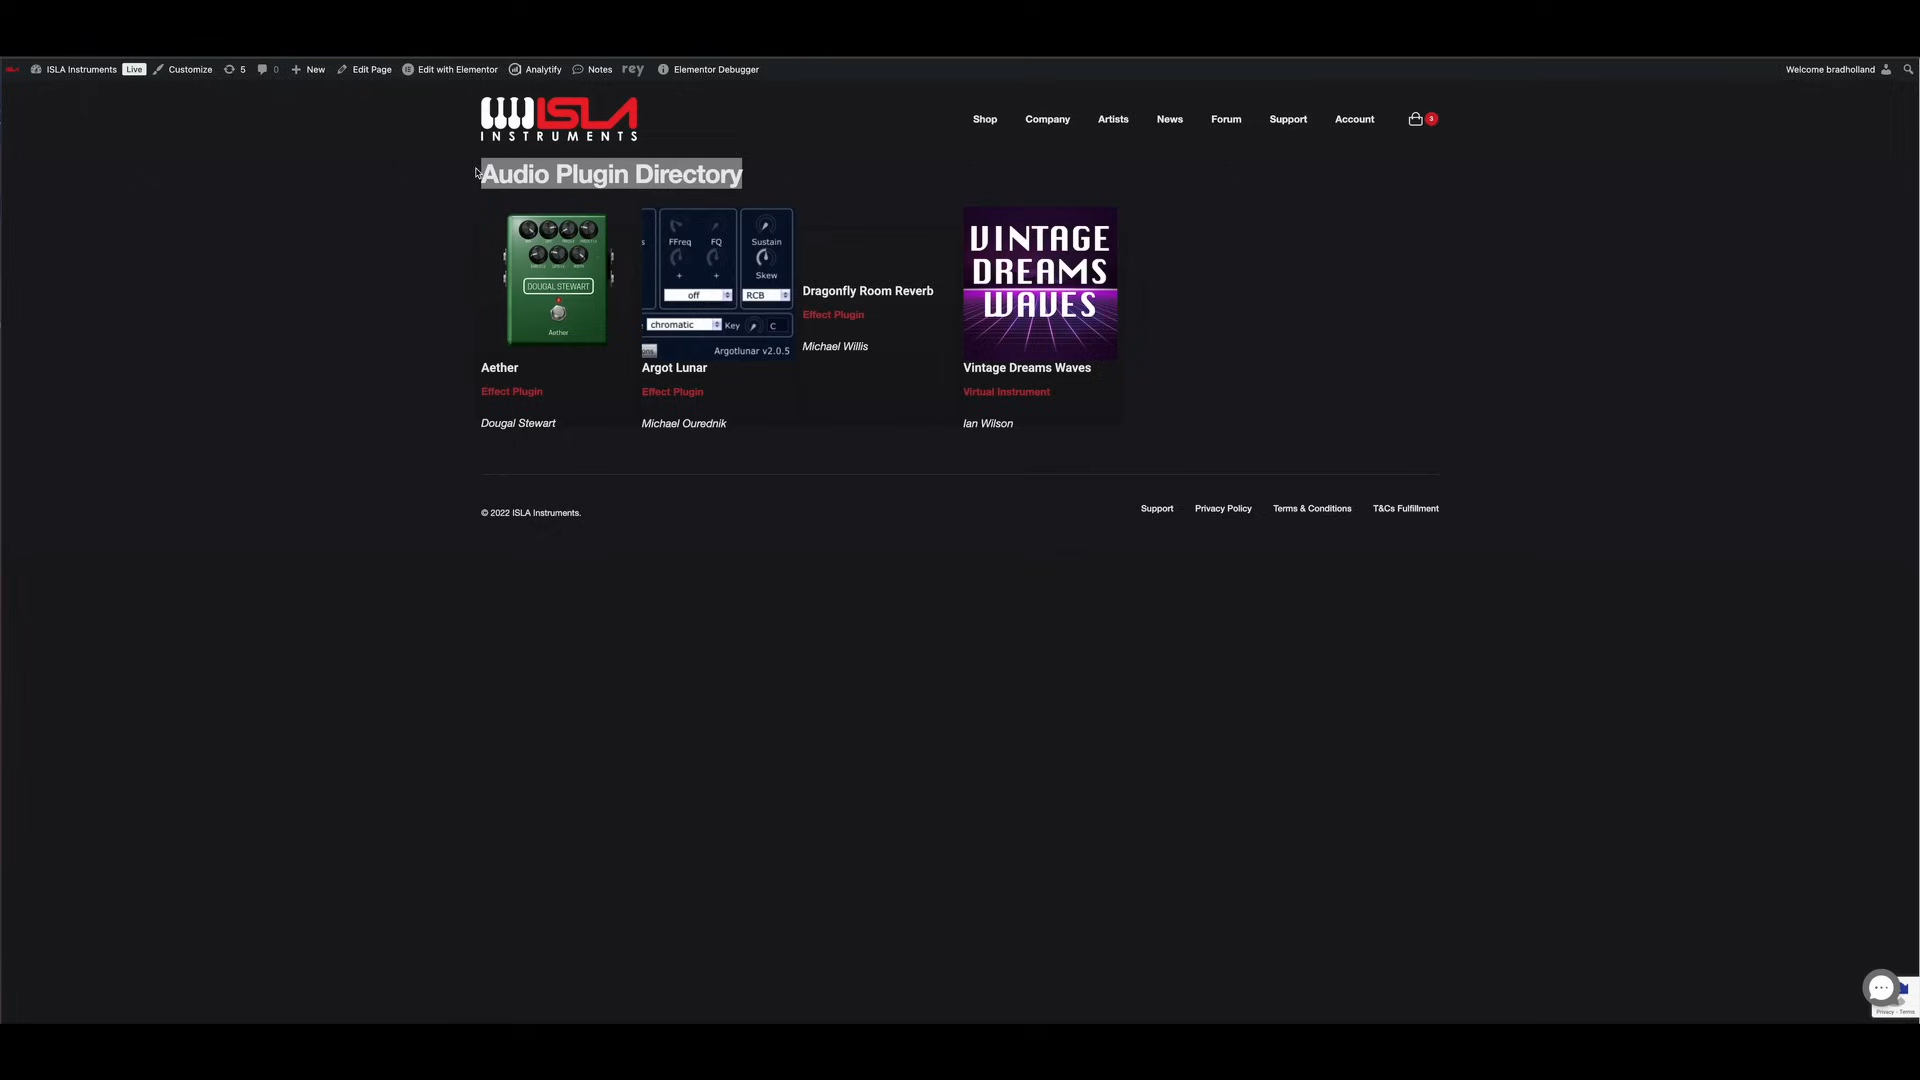 ISLA Instruments Live Customize 5 0 New Edit Page Edit with Elementor Analytify Notes rey Elementor Debugger Welcome bradholland
ISLA
INSTRUMENTS
Shop Company Artists News Forum Support Account 3
Audio Plugin Directory
DOUGAL STEWART
Aether
Aether
Effect Plugin
Dougal Stewart
FFreq FQ Sustain
+ + Skew
off RCB
chromatic Key C
Argotlunar v2.0.5
Argot Lunar
Effect Plugin
Michael Ourednik
Dragonfly Room Reverb
Effect Plugin
Michael Willis
VINTAGE
DREAMS
WAVES
Vintage Dreams Waves
Virtual Instrument
Ian Wilson
© 2022 ISLA Instruments.
Support Privacy Policy Terms & Conditions T&Cs Fulfillment
Privacy - Terms